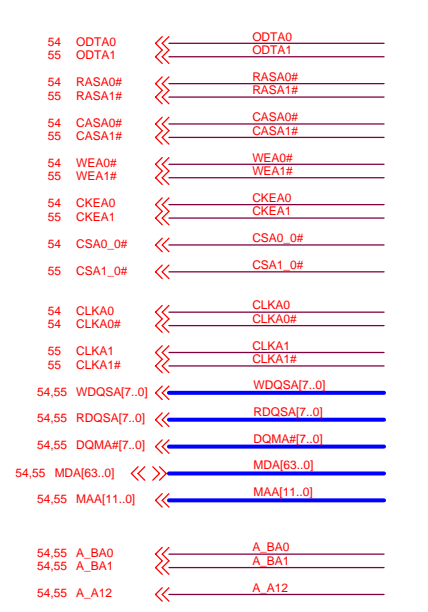 54 ODTA0 ODTA0
55 ODTA1 ODTA1
54 RASA0# RASA0#
55 RASA1# RASA1#
54 CASA0# CASA0#
55 CASA1# CASA1#
54 WEA0# WEA0#
55 WEA1# WEA1#
54 CKEA0 CKEA0
55 CKEA1 CKEA1
54 CSA0_0# CSA0_0#
55 CSA1_0# CSA1_0#
54 CLKA0 CLKA0
54 CLKA0# CLKA0#
55 CLKA1 CLKA1
55 CLKA1# CLKA1#
54,55 WDQSA[7..0] WDQSA[7..0]
54,55 RDQSA[7..0] RDQSA[7..0]
54,55 DQMA#[7..0] DQMA#[7..0]
54,55 MDA[63..0] MDA[63..0]
54,55 MAA[11..0] MAA[11..0]
54,55 A_BA0 A_BA0
54,55 A_BA1 A_BA1
54,55 A_A12 A_A12